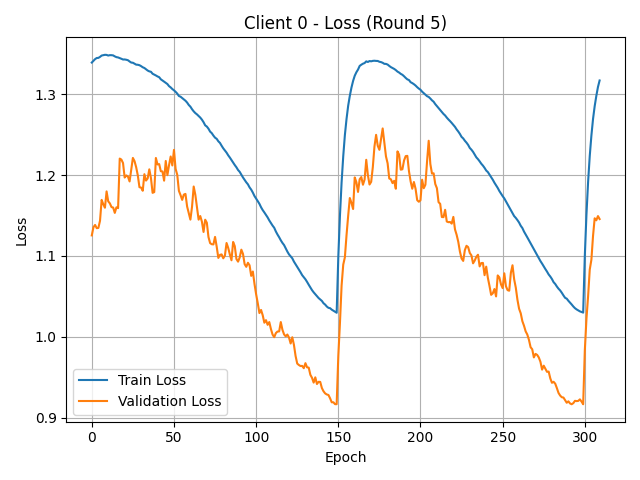 Client 0 - Loss (Round 5)
Loss
1.3
1.2
1.1
1.0
0.9
Train Loss
Validation Loss
0 50 100 150 200 250 300
Epoch